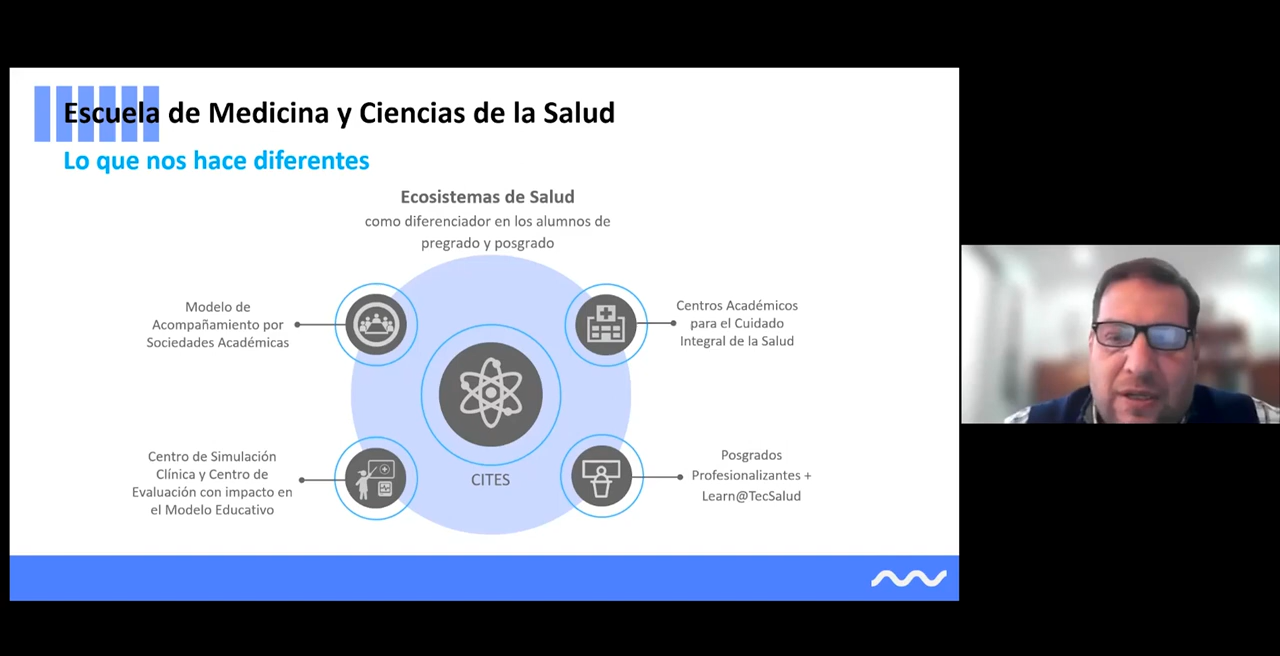 Escuela de Medicina y Ciencias de la Salud
Lo que nos hace diferentes
Ecosistemas de Salud
como diferenciador en los alumnos de
pregrado y posgrado
Modelo de
Acompañamiento por
Sociedades Académicas
Centros Académicos
para el Cuidado
Integral de la Salud
Centro de Simulación
Clínica y Centro de
Evaluación con impacto en
el Modelo Educativo
CITES
Posgrados
Profesionalizantes +
Learn@TecSalud